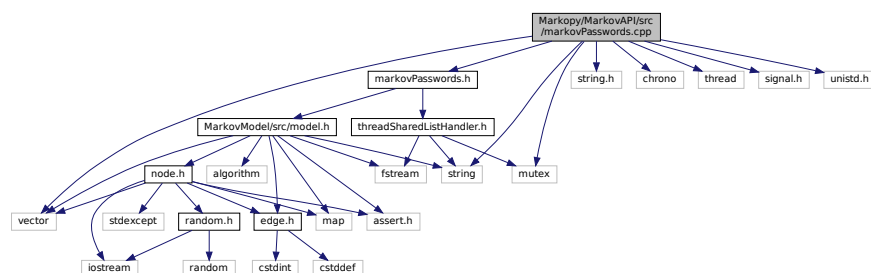 Markopy/MarkovAPI/src
/markovPasswords.cpp
markovPasswords.h
string.h
chrono
thread
signal.h
unistd.h
MarkovModel/src/model.h
threadSharedListHandler.h
node.h
algorithm
fstream
string
mutex
vector
stdexcept
random.h
edge.h
map
assert.h
iostream
random
cstdint
cstddef